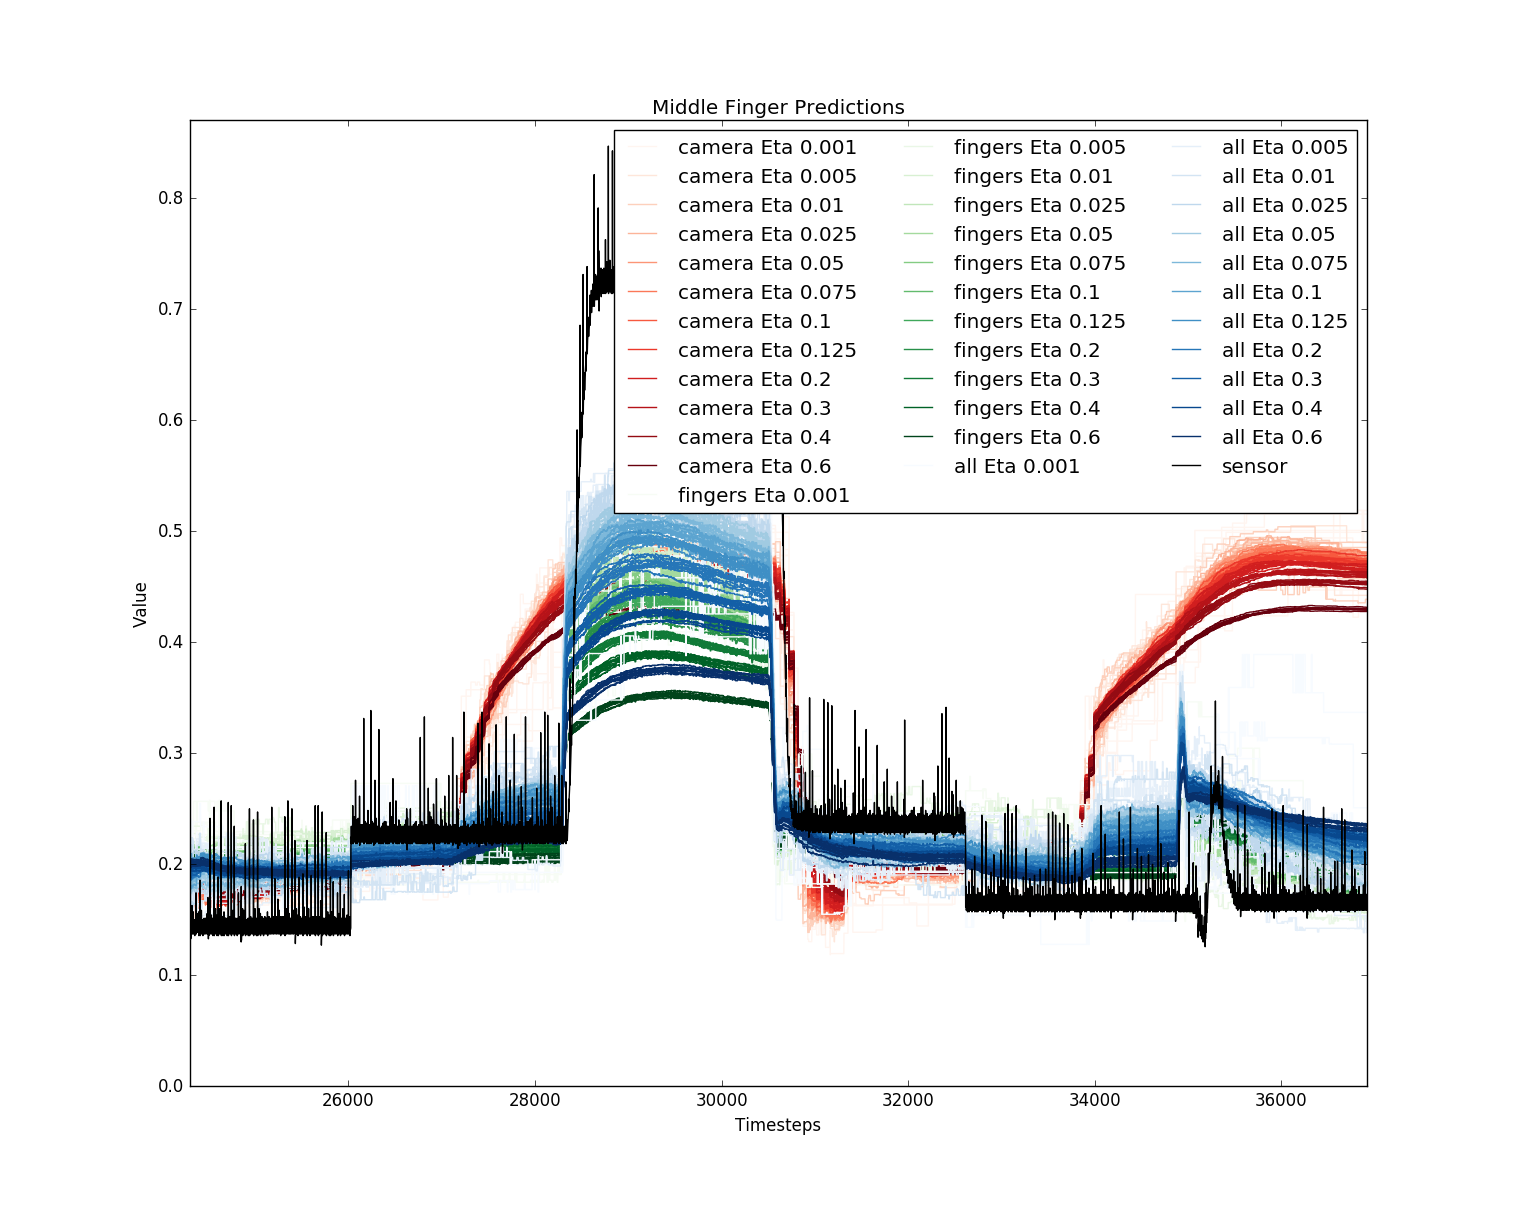 Middle Finger Predictions
camera Eta 0.001
camera Eta 0.005
camera Eta 0.01
camera Eta 0.025
camera Eta 0.05
camera Eta 0.075
camera Eta 0.1
camera Eta 0.125
camera Eta 0.2
camera Eta 0.3
camera Eta 0.4
camera Eta 0.6
fingers Eta 0.001
fingers Eta 0.005
fingers Eta 0.01
fingers Eta 0.025
fingers Eta 0.05
fingers Eta 0.075
fingers Eta 0.1
fingers Eta 0.125
fingers Eta 0.2
fingers Eta 0.3
fingers Eta 0.4
fingers Eta 0.6
all Eta 0.001
all Eta 0.005
all Eta 0.01
all Eta 0.025
all Eta 0.05
all Eta 0.075
all Eta 0.1
all Eta 0.125
all Eta 0.2
all Eta 0.3
all Eta 0.4
all Eta 0.6
sensor
0.8
0.7
0.6
0.5
0.4
0.3
0.2
0.1
0.0
Value
26000 28000 30000 32000 34000 36000
Timesteps